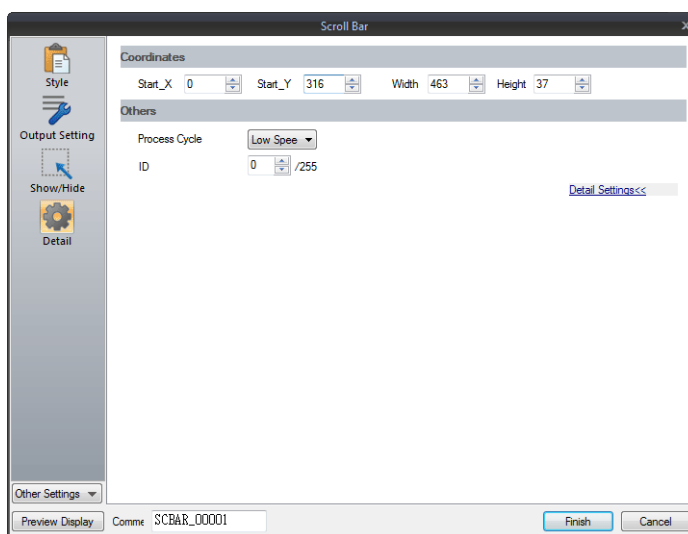 Scroll Bar
Style
Output Setting
Show/Hide
Detail
Coordinates
Start_X 0 Start_Y 316 Width 463 Height 37
Others
Process Cycle Low Spee
ID 0 /255
Detail Settings<<
Other Settings
Preview Display Comme SCBAR_00001 Finish Cancel